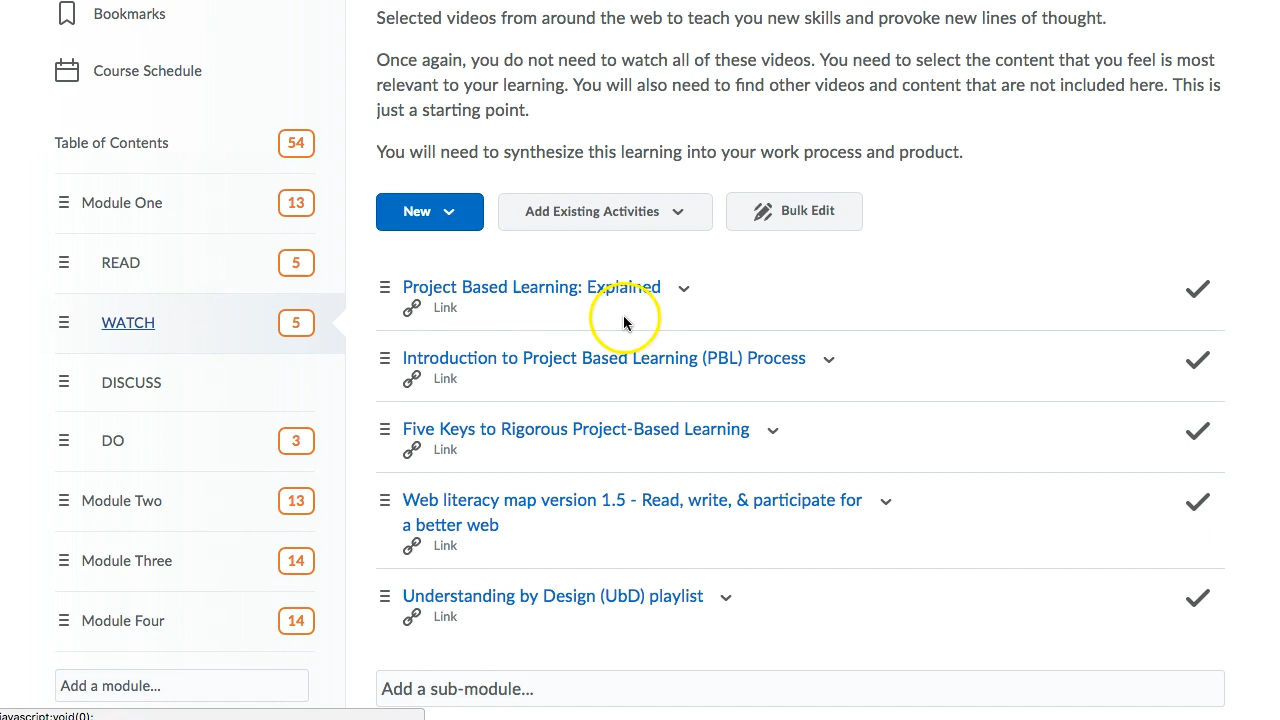 Bookmarks
Course Schedule
Table of Contents 54
Module One 13
READ 5
WATCH 5
DISCUSS
DO 3
Module Two 13
Module Three 14
Module Four 14
Add a module...
javascript:void(0);
Selected videos from around the web to teach you new skills and provoke new lines of thought.
Once again, you do not need to watch all of these videos. You need to select the content that you feel is most
relevant to your learning. You will also need to find other videos and content that are not included here. This is
just a starting point.
You will need to synthesize this learning into your work process and product.
New Add Existing Activities Bulk Edit
Project Based Learning: Explained
Link
Introduction to Project Based Learning (PBL) Process
Link
Five Keys to Rigorous Project-Based Learning
Link
Web literacy map version 1.5 - Read, write, & participate for
a better web
Link
Understanding by Design (UbD) playlist
Link
Add a sub-module...